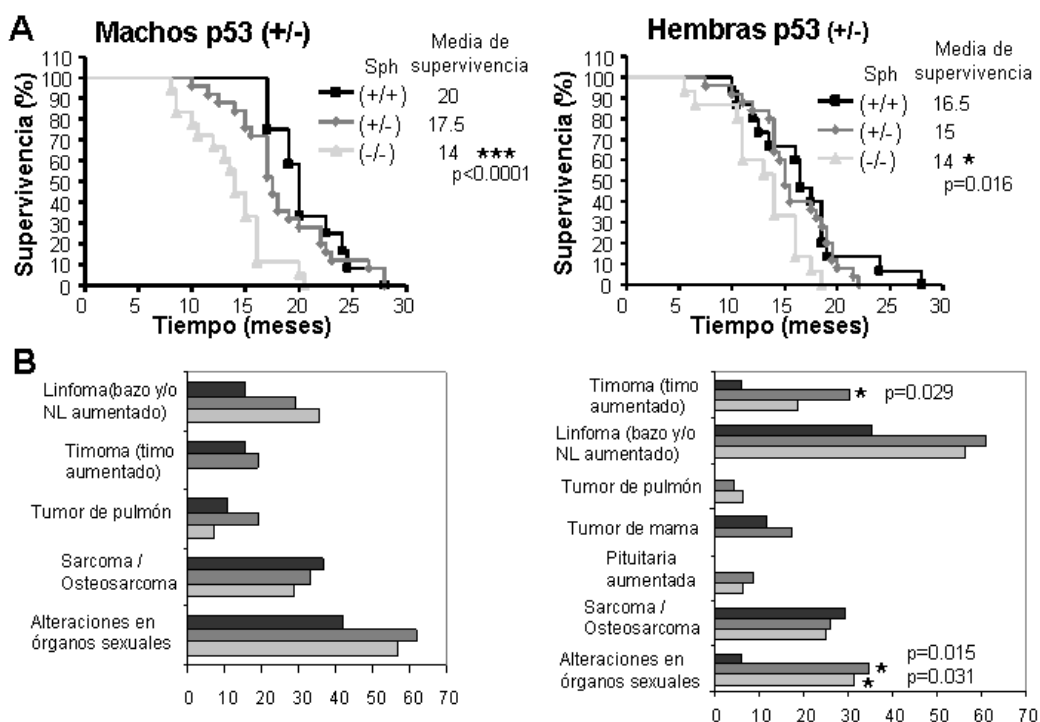 A
Machos p53 (+/-)
Sph
Media de
supervivencia
(+/+) 20
(+/-) 17.5
(-/-) 14 ***
p<0.0001
Supervivencia (%)
110
100
90
80
70
60
50
40
30
20
10
0
0 5 10 15 20 25 30
Tiempo (meses)
Hembras p53 (+/-)
Sph
Media de
supervivencia
(+/+) 16.5
(+/-) 15
(-/-) 14 *
p=0.016
Supervivencia (%)
110
100
90
80
70
60
50
40
30
20
10
0
0 5 10 15 20 25 30
Tiempo (meses)
B
Linfoma(bazo y/o
NL aumentado)
Timoma (timo
aumentado)
Tumor de pulmón
Sarcoma /
Osteosarcoma
Alteraciones en
órganos sexuales
0 10 20 30 40 50 60 70
Timoma (timo
aumentado)
* p=0.029
Linfoma (bazo y/o
NL aumentado)
Tumor de pulmón
Tumor de mama
Pituitaria
aumentada
Sarcoma /
Osteosarcoma
Alteraciones en
órganos sexuales
p=0.015
* p=0.031
*
0 10 20 30 40 50 60 70